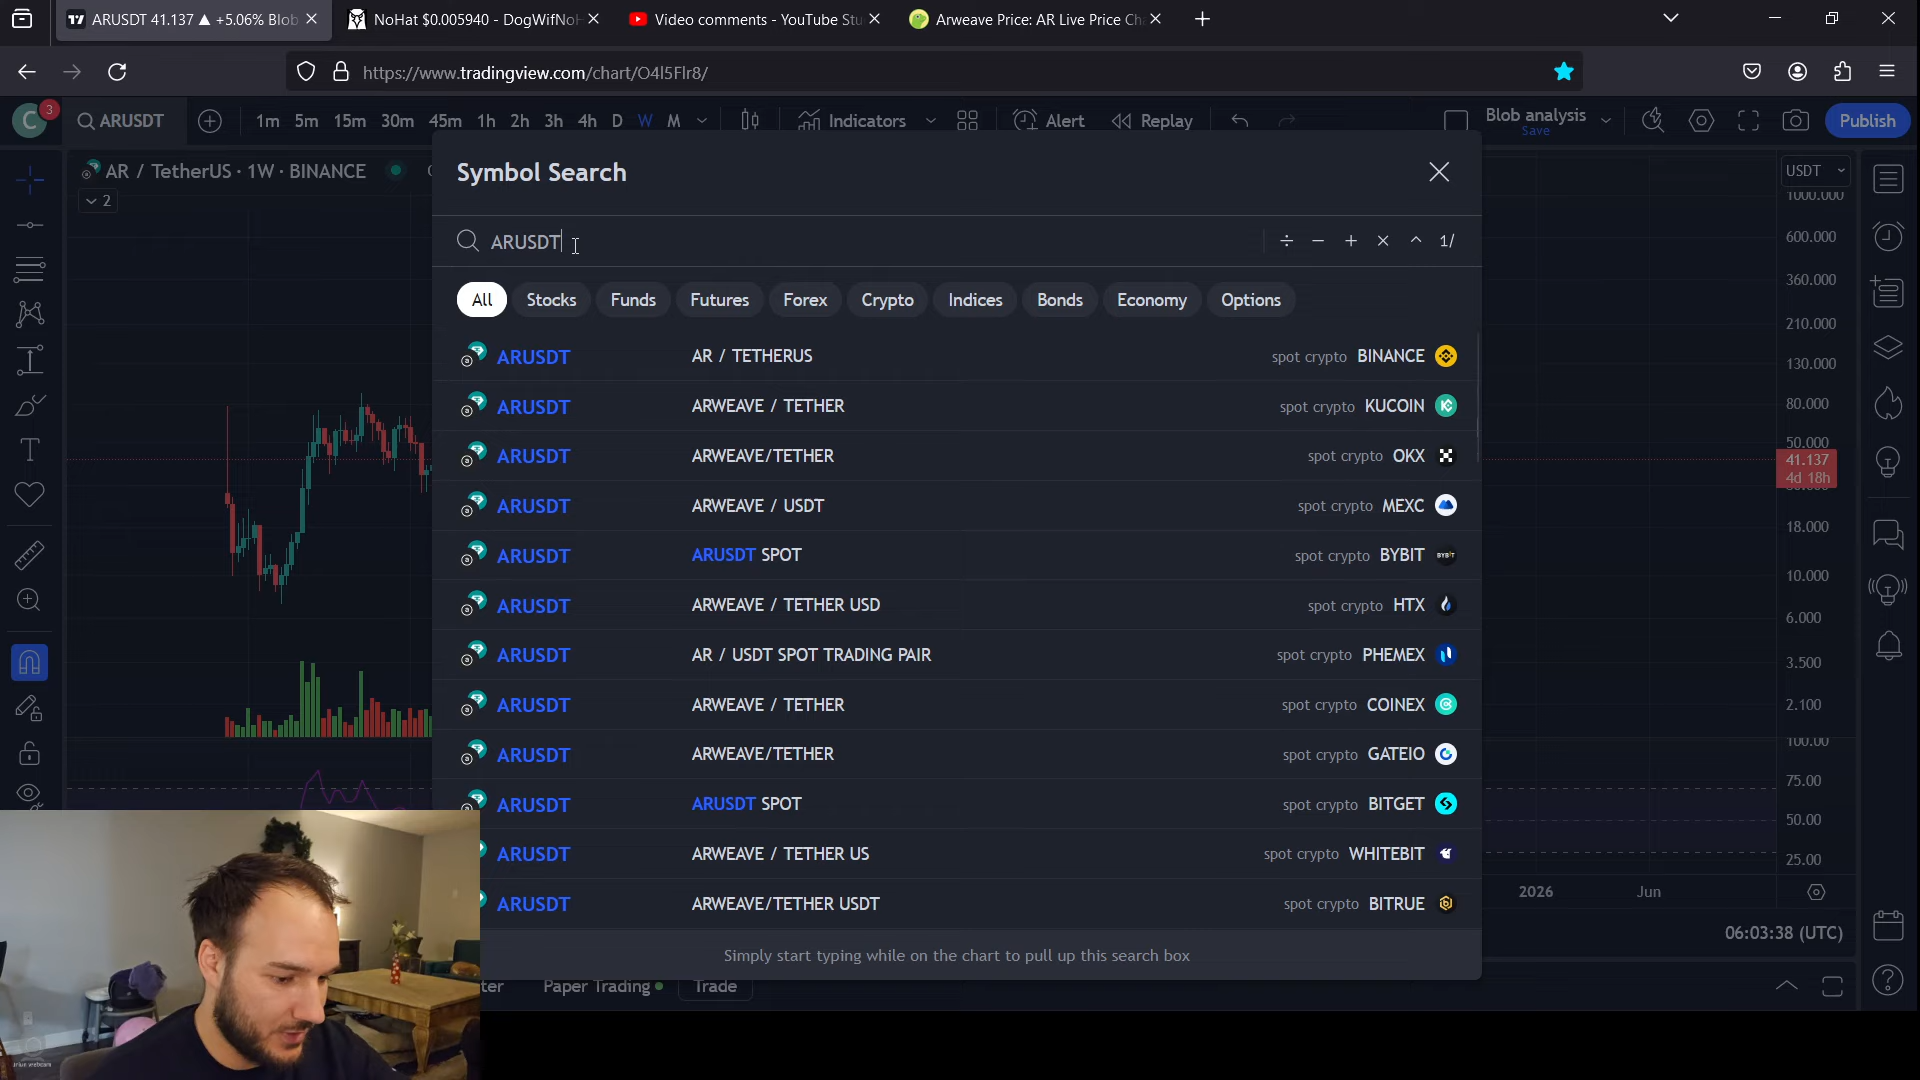 ARUSDT 41.137 ▲ +5.06% Blob
NoHat $0.005940 - DogWifNoH
Video comments - YouTube Stu
Arweave Price: AR Live Price Cha
https://www.tradingview.com/chart/O4l5Flr8/
C 3
ARUSDT
1m 5m 15m 30m 45m 1h 2h 3h 4h D W M
Indicators
Alert
Replay
Blob analysis
Save
Publish
AR / TetherUS · 1W · BINANCE
2
Symbol Search
ARUSDT
÷ − + × ^ 1/
All Stocks Funds Futures Forex Crypto Indices Bonds Economy Options
ARUSDT AR / TETHERUS spot crypto BINANCE
ARUSDT ARWEAVE / TETHER spot crypto KUCOIN
ARUSDT ARWEAVE/TETHER spot crypto OKX
ARUSDT ARWEAVE / USDT spot crypto MEXC
ARUSDT ARUSDT SPOT spot crypto BYBIT
ARUSDT ARWEAVE / TETHER USD spot crypto HTX
ARUSDT AR / USDT SPOT TRADING PAIR spot crypto PHEMEX
ARUSDT ARWEAVE / TETHER spot crypto COINEX
ARUSDT ARWEAVE/TETHER spot crypto GATEIO
ARUSDT ARUSDT SPOT spot crypto BITGET
ARUSDT ARWEAVE / TETHER US spot crypto WHITEBIT
ARUSDT ARWEAVE/TETHER USDT spot crypto BITRUE
Simply start typing while on the chart to pull up this search box
USDT
1000.000
600.000
360.000
210.000
130.000
80.000
50.000
41.137
4d 18h
18.000
10.000
6.000
3.500
2.100
100.00
75.00
50.00
25.00
2026 Jun
06:03:38 (UTC)
ter
Paper Trading
Trade